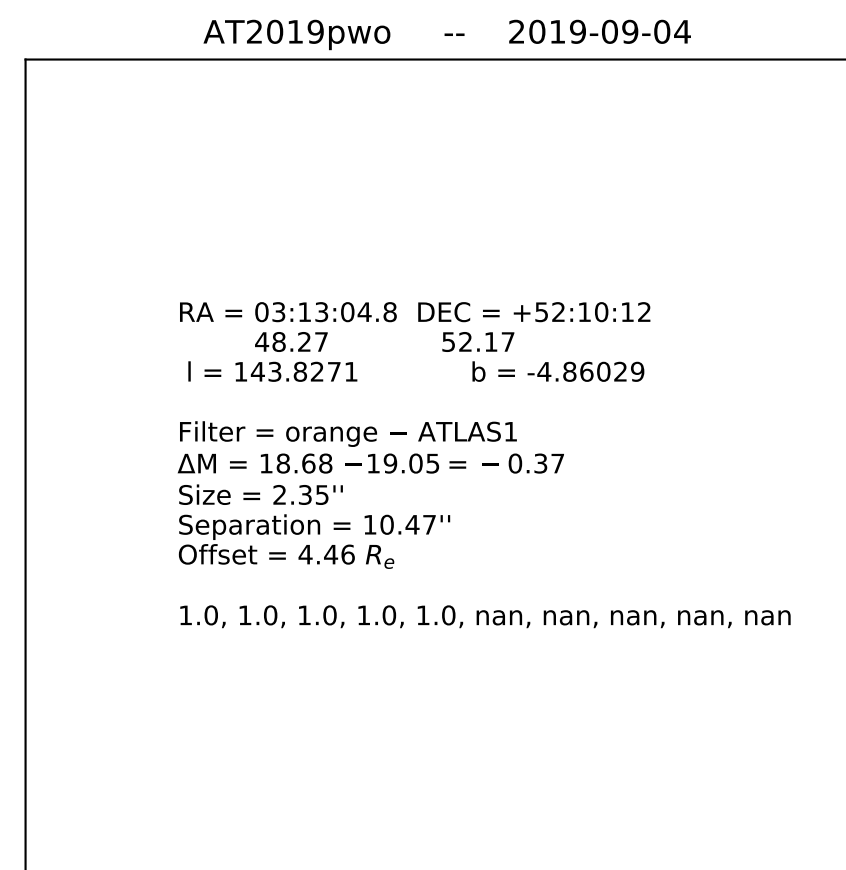 AT2019pwo -- 2019-09-04
RA = 03:13:04.8 DEC = +52:10:12
48.27 52.17
l = 143.8271 b = -4.86029
Filter = orange − ATLAS1
ΔM = 18.68 −19.05 = − 0.37
Size = 2.35''
Separation = 10.47''
Offset = 4.46 Rₑ
1.0, 1.0, 1.0, 1.0, 1.0, nan, nan, nan, nan, nan